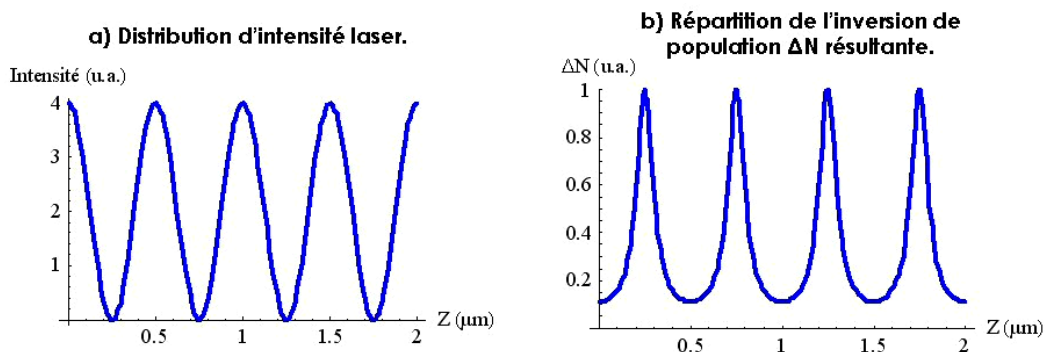 a) Distribution d'intensité laser.
Intensité (u.a.)
4
3
2
1
0.5
1
1.5
2
Z (μm)
b) Répartition de l'inversion de
population ΔN résultante.
ΔN (u.a.)
1
0.8
0.6
0.4
0.2
0.5
1
1.5
2
Z (μm)